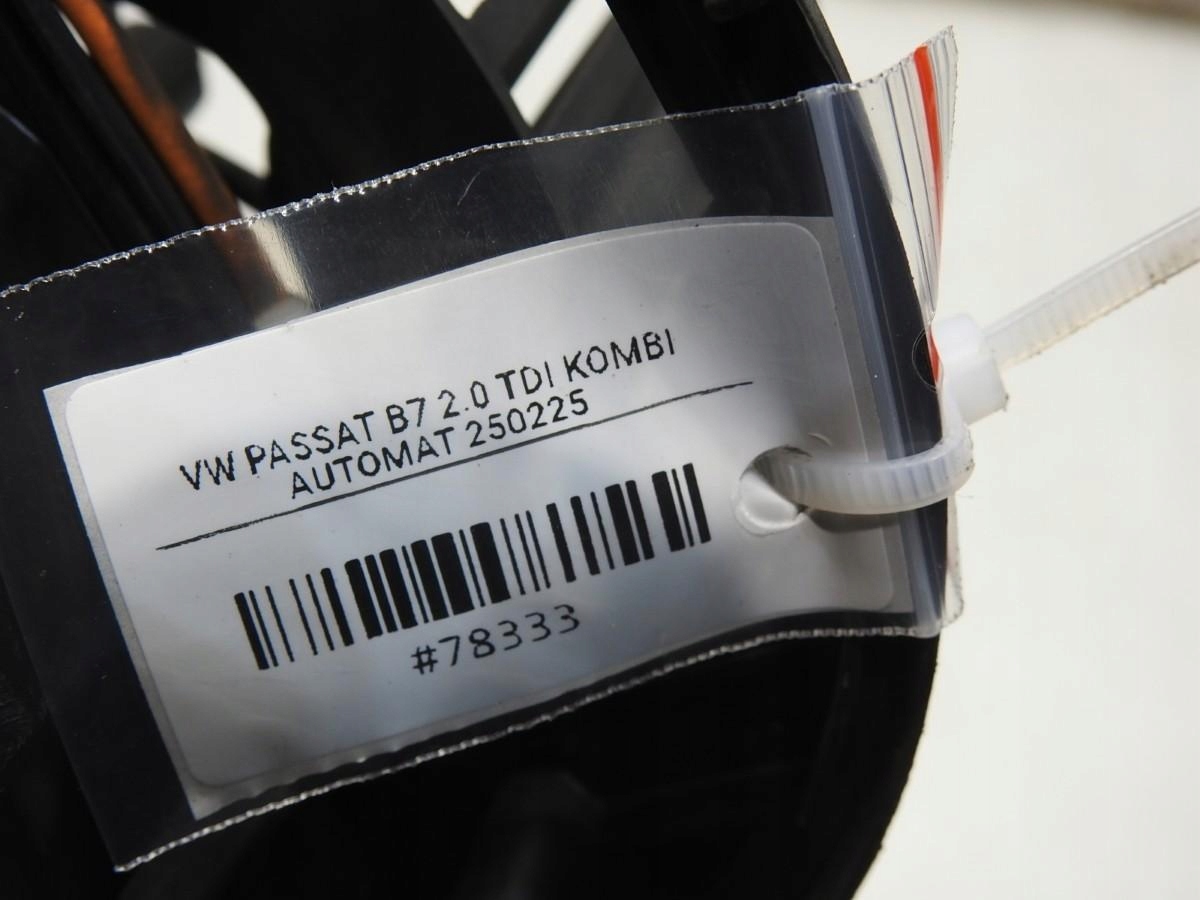 VW PASSAT B7 2.0 TDI KOMBI
AUTOMAT 250225
#78333